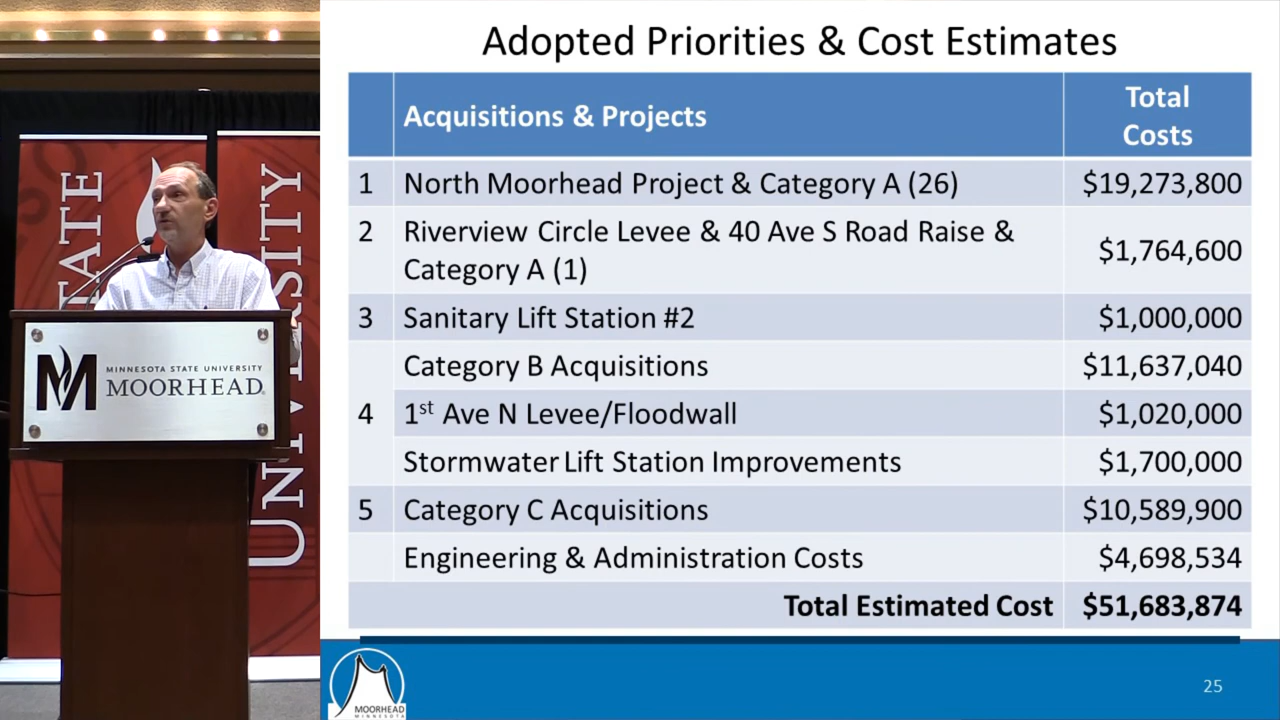 Adopted Priorities & Cost Estimates
Acquisitions & Projects
Total
Costs
1 North Moorhead Project & Category A (26) $19,273,800
2 Riverview Circle Levee & 40 Ave S Road Raise &
Category A (1) $1,764,600
3 Sanitary Lift Station #2 $1,000,000
Category B Acquisitions $11,637,040
4 1st Ave N Levee/Floodwall $1,020,000
Stormwater Lift Station Improvements $1,700,000
5 Category C Acquisitions $10,589,900
Engineering & Administration Costs $4,698,534
Total Estimated Cost $51,683,874
MOORHEAD
MINNESOTA
25
STATE
UNIVERSITY
M
MINNESOTA STATE UNIVERSITY
MOORHEAD